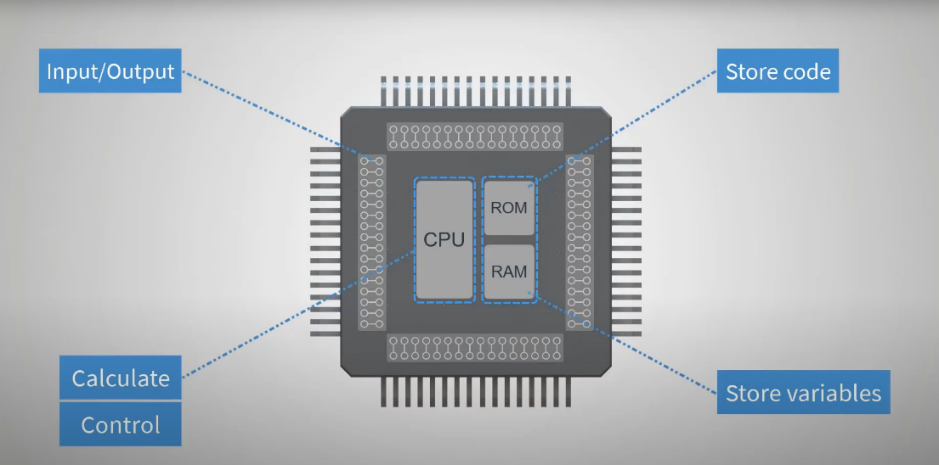 Input/Output
Store code
CPU
ROM
RAM
Calculate
Control
Store variables